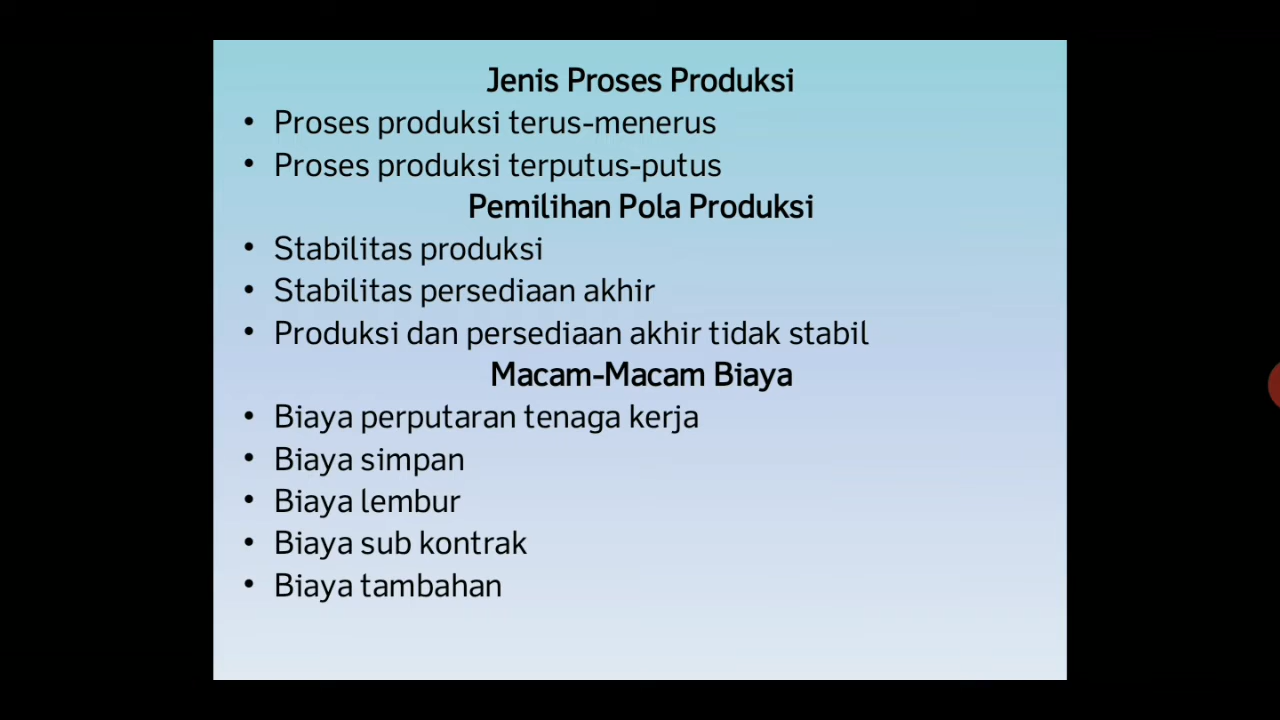 Jenis Proses Produksi
• Proses produksi terus-menerus
• Proses produksi terputus-putus
Pemilihan Pola Produksi
• Stabilitas produksi
• Stabilitas persediaan akhir
• Produksi dan persediaan akhir tidak stabil
Macam-Macam Biaya
• Biaya perputaran tenaga kerja
• Biaya simpan
• Biaya lembur
• Biaya sub kontrak
• Biaya tambahan